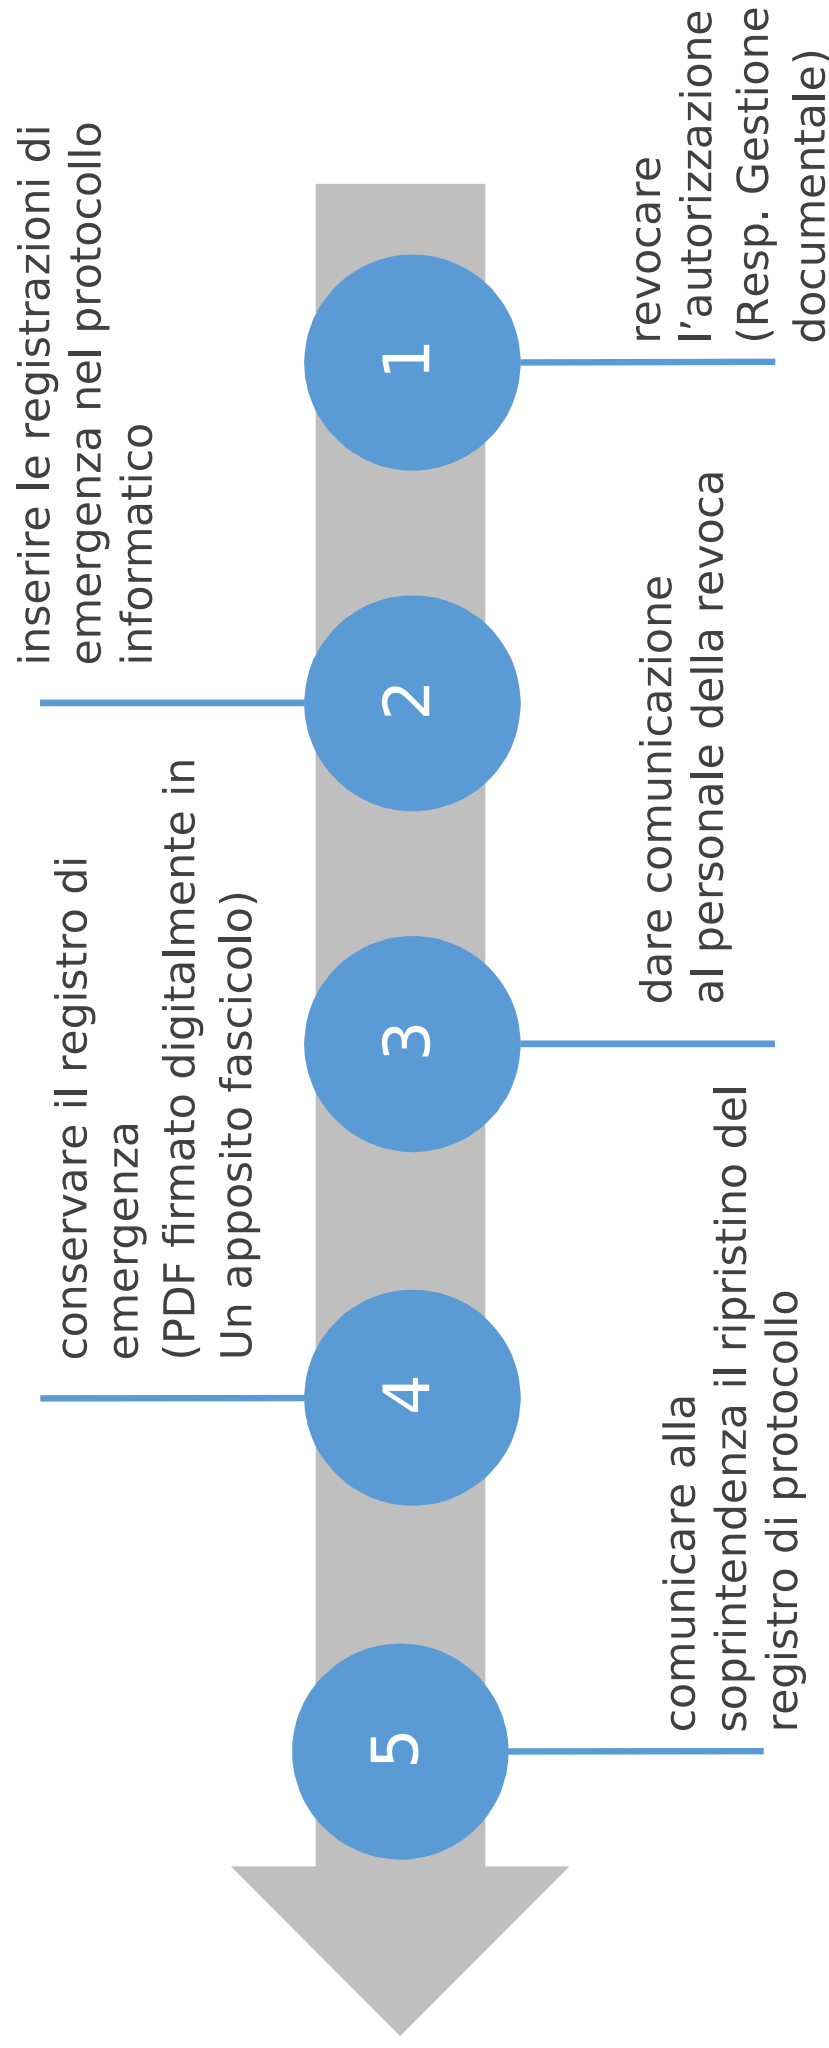 1
revocare
l’autorizzazione
(Resp. Gestione
documentale)
2
inserire le registrazioni di
emergenza nel protocollo
informatico
3
dare comunicazione
al personale della revoca
4
conservare il registro di
emergenza
(PDF firmato digitalmente in
Un apposito fascicolo)
5
comunicare alla
soprintendenza il ripristino del
registro di protocollo